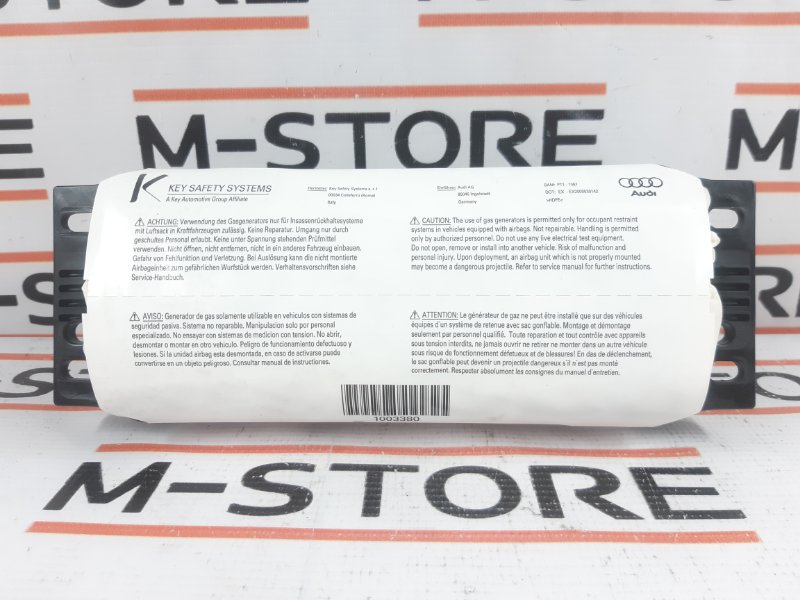 M-STORE
KEY SAFETY SYSTEMS
A Key Automotive Group Affiliate
Key Safety Systems s. r. l
Italy
Audi AG
85045 Ingolstadt
Germany
Audi
ACHTUNG: Verwendung des Gasgenerators nur für Insassenrückhaltesysteme
mit Luftsack in Kraftfahrzeugen zulässig. Keine Reparatur. Umgang nur durch
geschultes Personal erlaubt. Keine unter Spannung stehenden Prüfmittel
verwenden. Nicht öffnen, nicht entfernen, nicht in ein anderes Fahrzeug einbauen.
Gefahr von Fehlfunktion und Verletzung. Bei Auslösung kann die nicht montierte
Airbageinheit zum gefährlichen Wurfstück werden. Verhaltensvorschriften siehe
Service-Handbuch.
CAUTION: The use of gas generators is permitted only for occupant restraint
systems in vehicles equipped with airbags. Not repairable. Handling is permitted
only by authorized personnel. Do not use any live electrical test equipment.
Do not open, remove or install into another vehicle. Risk of malfunction and
personal injury. Upon deployment, an airbag unit which is not properly mounted
may become a dangerous projectile. Refer to service manual for further instructions.
AVISO: Generador de gas solamente utilizable en vehículos con sistemas de
seguridad pasiva. Sistema no reparable. Manipulacion solo por personal
especializado. No ensayar con sistemas de medicion con tension. No abrir,
desmontar o montar en otro vehículo. Peligro de funcionamiento defectuoso y
lesiones. Si la unidad airbag esta desmontada, en caso de activarse puede
convertirse en un objeto peligroso. Consultar manual de instrucciones.
ATTENTION: Le générateur de gaz ne peut être installé que sur des véhicules
équipes d'un système de retenue avec sac gonflable. Montage et démontage
seulement par personnel qualifié. Toute reparation et tout contrôle avec appareils
sous tension interdits, ne jamais ouvrir ne retirer ne monter dans un autre vehicule
sous risque de fonctionnement défetueux et de blessures! En das de déclenchement,
le sac gonflable peut devenir un projectile dangereux s'il n'est pas monté
correctement. Respecter absolument les consignes du manuel d'entretien.
1003380
M-STORE